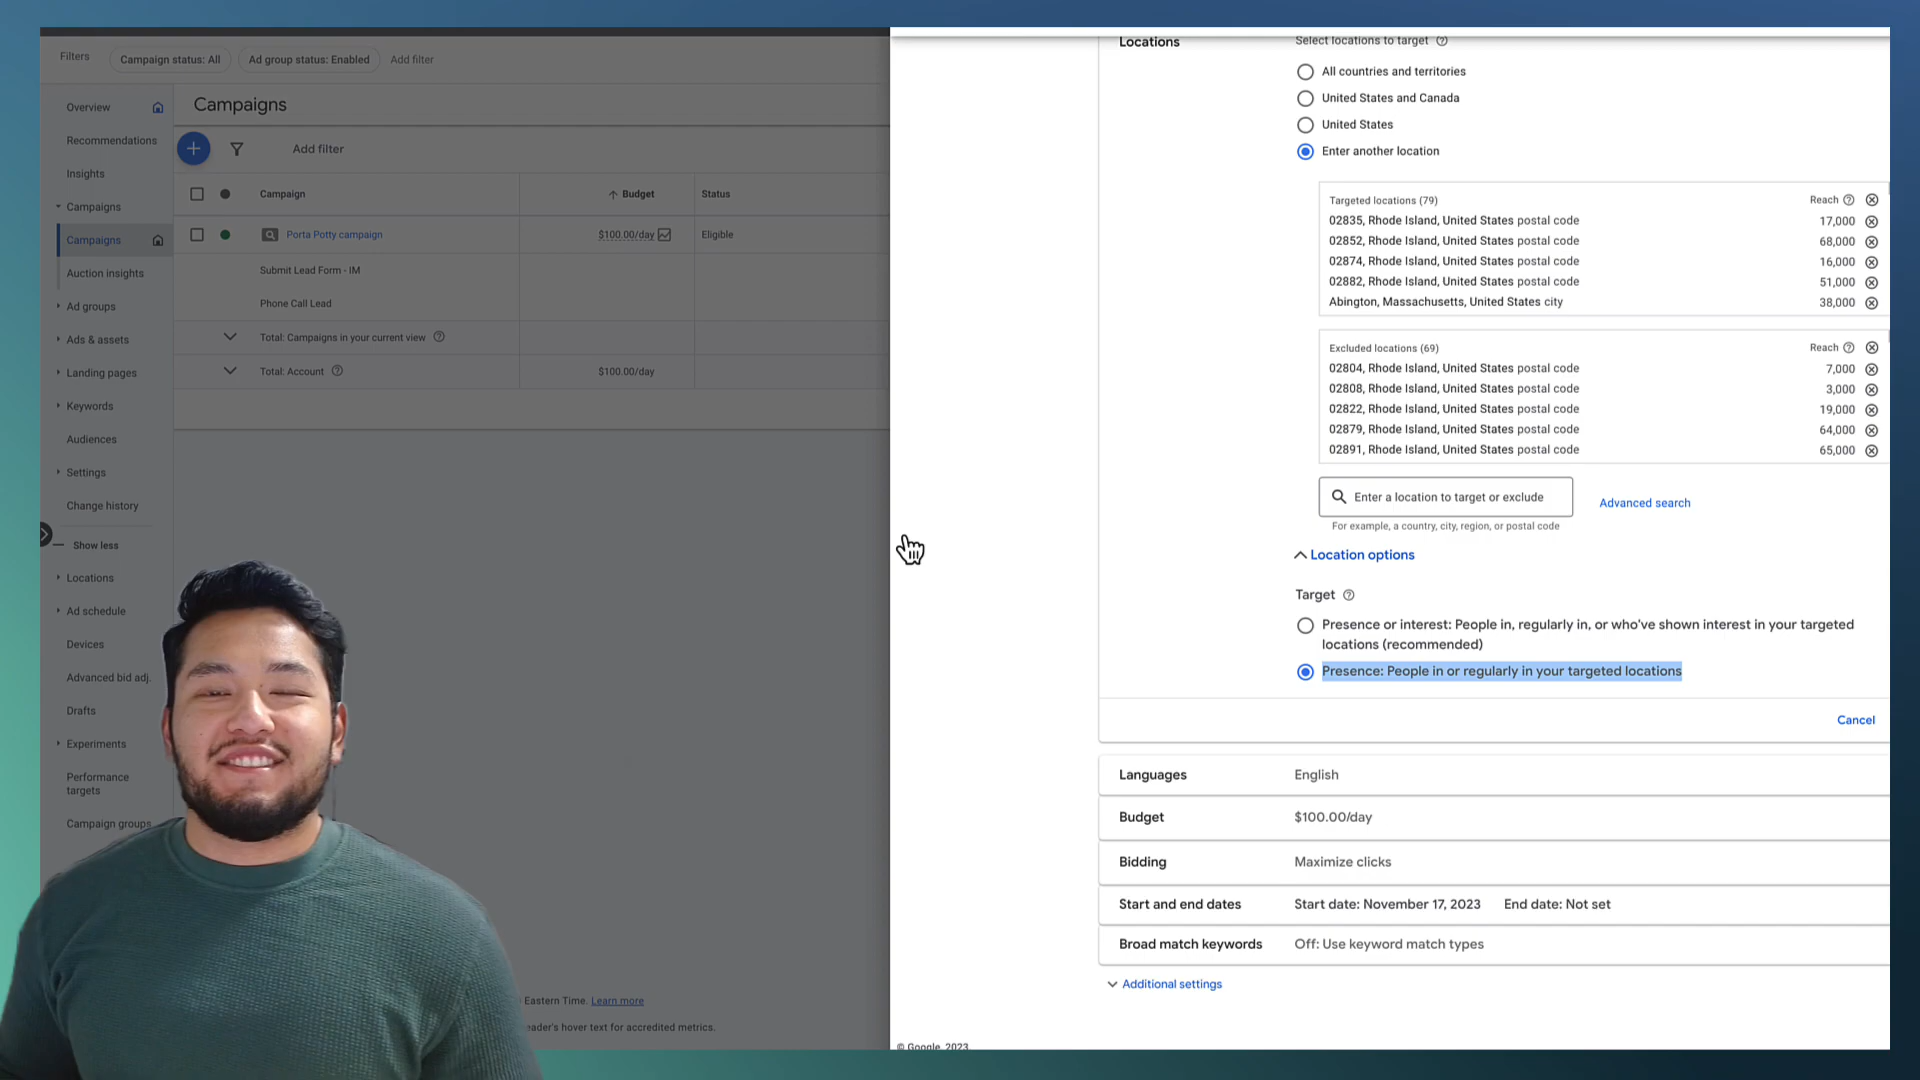 Filters
Campaign status: All
Ad group status: Enabled
Add filter
Overview
Recommendations
Insights
Campaigns
Campaigns
Auction insights
Ad groups
Ads & assets
Landing pages
Keywords
Audiences
Settings
Change history
Show less
Locations
Ad schedule
Devices
Advanced bid adj.
Drafts
Experiments
Performance
targets
Campaign groups
Campaigns
Add filter
Campaign Budget Status
Porta Potty campaign $100.00/day Eligible
Submit Lead Form - IM
Phone Call Lead
Total: Campaigns in your current view
Total: Account $100.00/day
Eastern Time. Learn more
eader's hover text for accredited metrics.
Locations
Select locations to target
All countries and territories
United States and Canada
United States
Enter another location
Targeted locations (79) Reach
02835, Rhode Island, United States postal code 17,000
02852, Rhode Island, United States postal code 68,000
02874, Rhode Island, United States postal code 16,000
02882, Rhode Island, United States postal code 51,000
Abington, Massachusetts, United States city 38,000
Excluded locations (69) Reach
02804, Rhode Island, United States postal code 7,000
02808, Rhode Island, United States postal code 3,000
02822, Rhode Island, United States postal code 19,000
02879, Rhode Island, United States postal code 64,000
02891, Rhode Island, United States postal code 65,000
Enter a location to target or exclude
Advanced search
For example, a country, city, region, or postal code
Location options
Target
Presence or interest: People in, regularly in, or who've shown interest in your targeted
locations (recommended)
Presence: People in or regularly in your targeted locations
Cancel
Languages English
Budget $100.00/day
Bidding Maximize clicks
Start and end dates Start date: November 17, 2023 End date: Not set
Broad match keywords Off: Use keyword match types
Additional settings
© Google, 2023